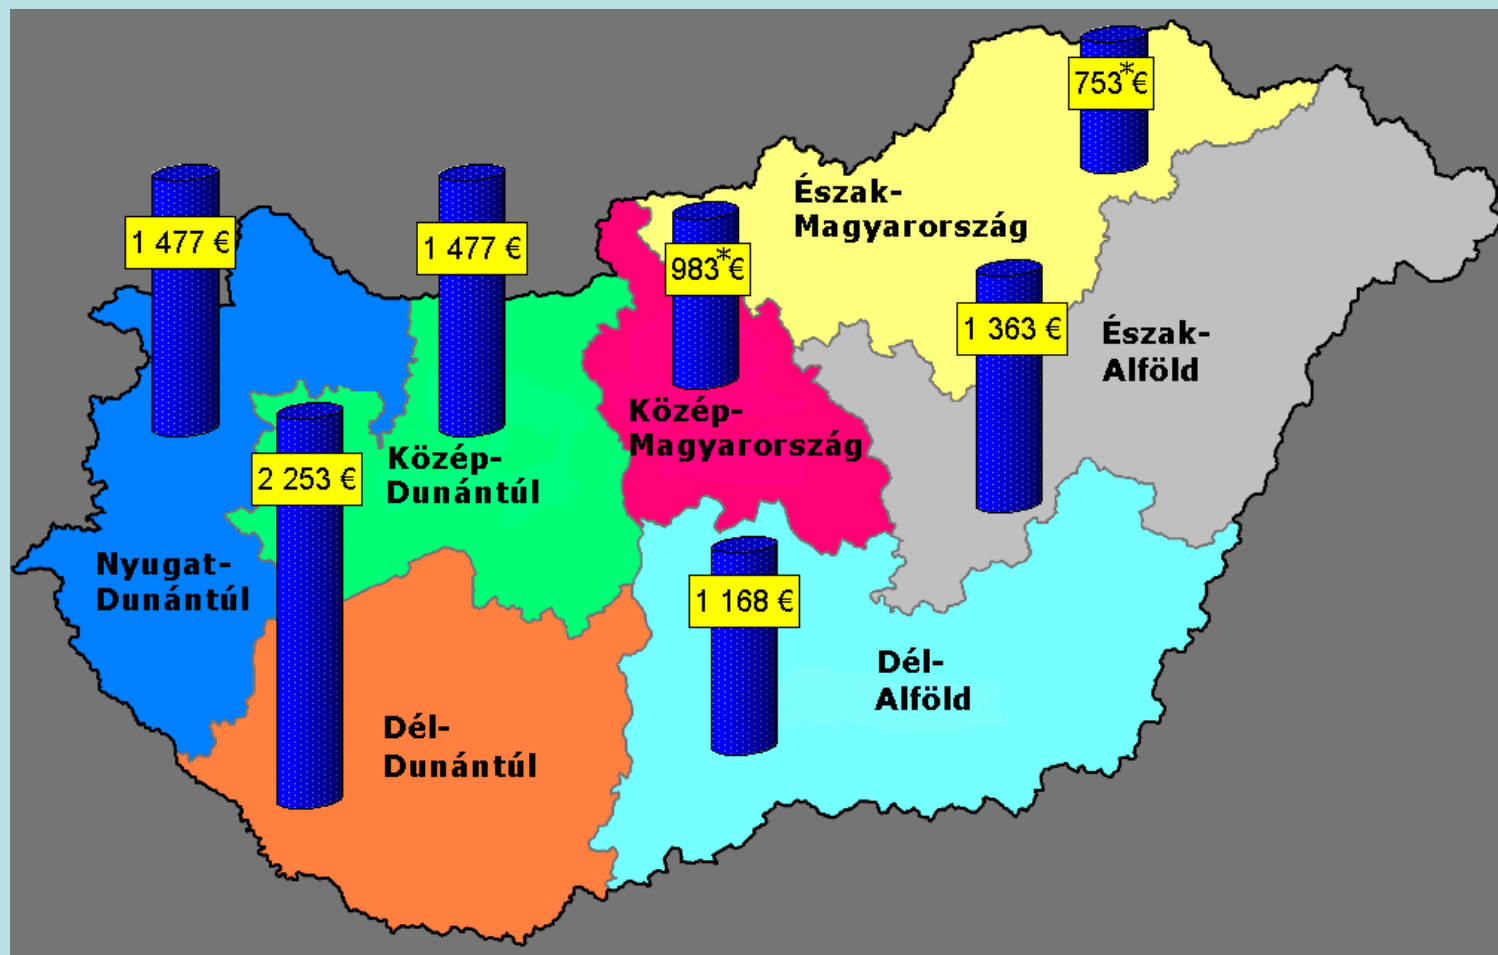 753*€
Észak-
Magyarország
1 477 €
1 477 €
983*€
1 363 €
Észak-
Alföld
Közép-
Magyarország
Közép-
Dunántúl
2 253 €
Nyugat-
Dunántúl
1 168 €
Dél-
Alföld
Dél-
Dunántúl